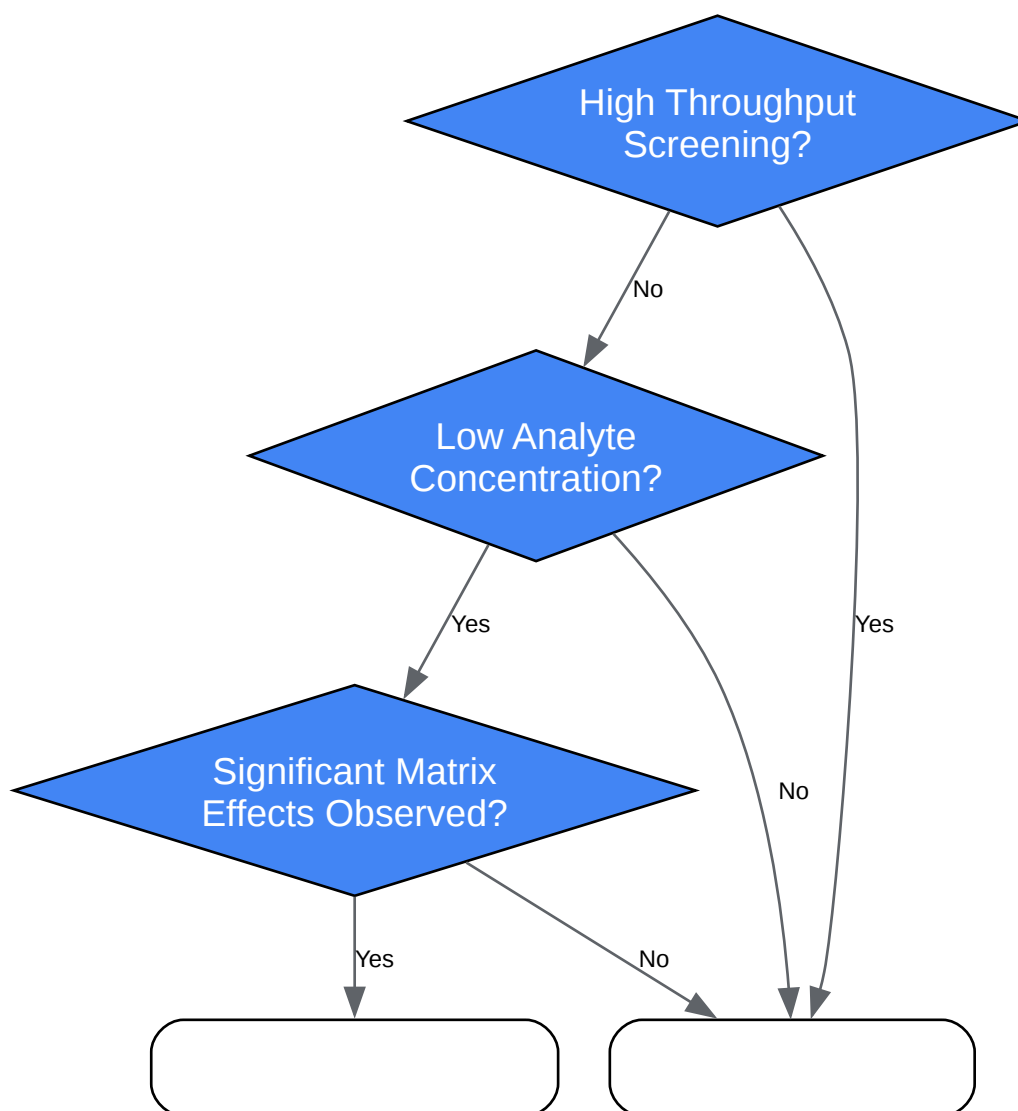 High Throughput
Screening?
No
Low Analyte
Concentration?
Yes
Yes
Significant Matrix
Effects Observed?
No
Yes
No